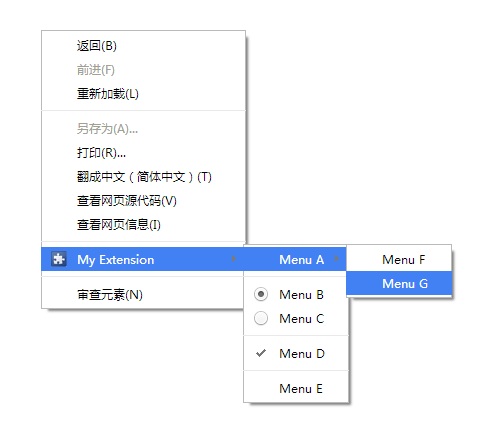 返回(B)
前进(F)
重新加载(L)
另存为(A)...
打印(R)...
翻成中文（简体中文）(T)
查看网页源代码(V)
查看网页信息(I)
My Extension
审查元素(N)
Menu A
Menu B
Menu C
Menu D
Menu E
Menu F
Menu G